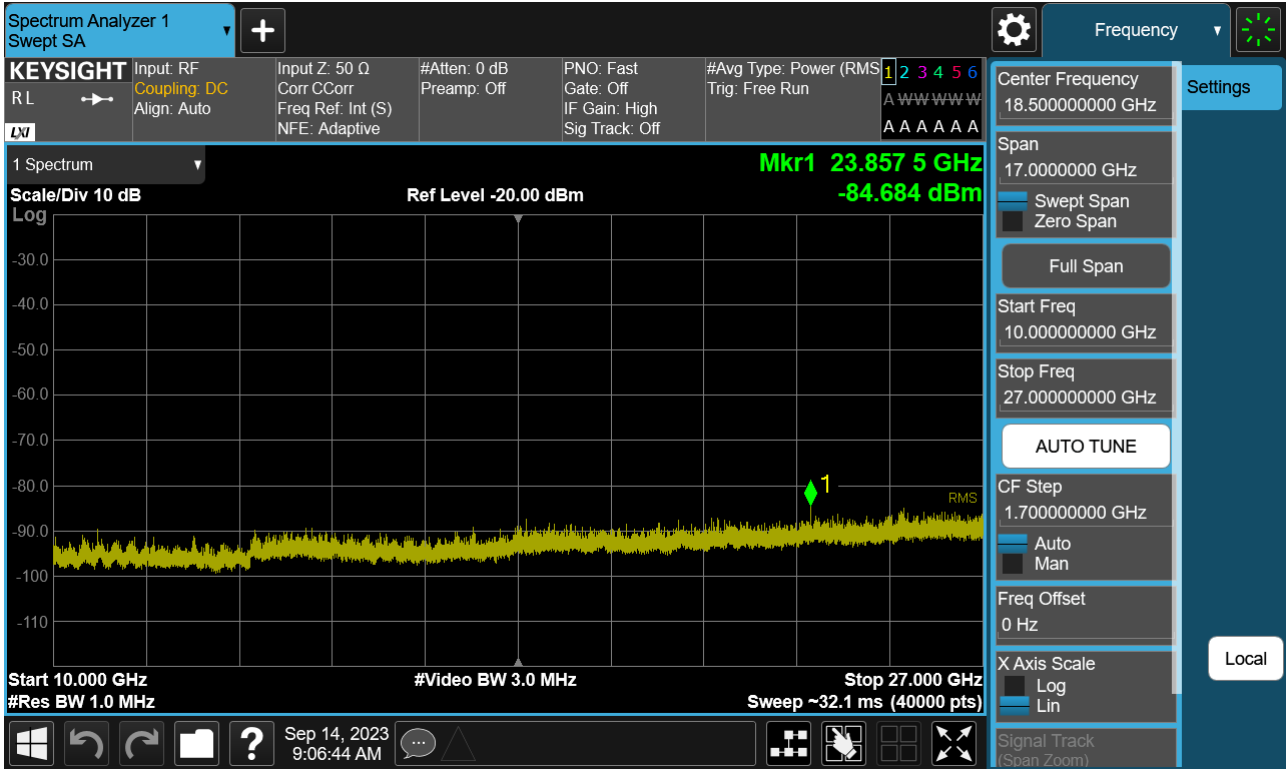 Spectrum Analyzer 1
Swept SA
Frequency
KEYSIGHT
R L
LXI
Input: RF
Coupling: DC
Align: Auto
Input Z: 50 Ω
Corr CCorr
Freq Ref: Int (S)
NFE: Adaptive
#Atten: 0 dB
Preamp: Off
PNO: Fast
Gate: Off
IF Gain: High
Sig Track: Off
#Avg Type: Power (RMS
Trig: Free Run
1 2 3 4 5 6
A W W W W W
A A A A A A
1 Spectrum
Mkr1 23.857 5 GHz
Scale/Div 10 dB
Ref Level -20.00 dBm
-84.684 dBm
Log
-30.0
-40.0
-50.0
-60.0
-70.0
-80.0
-90.0
-100
-110
1
RMS
Start 10.000 GHz
#Video BW 3.0 MHz
Stop 27.000 GHz
#Res BW 1.0 MHz
Sweep ~32.1 ms (40000 pts)
Center Frequency
18.500000000 GHz
Settings
Span
17.0000000 GHz
Swept Span
Zero Span
Full Span
Start Freq
10.000000000 GHz
Stop Freq
27.000000000 GHz
AUTO TUNE
CF Step
1.700000000 GHz
Auto
Man
Freq Offset
0 Hz
X Axis Scale
Log
Lin
Local
Signal Track
(Span Zoom)
?
Sep 14, 2023
9:06:44 AM